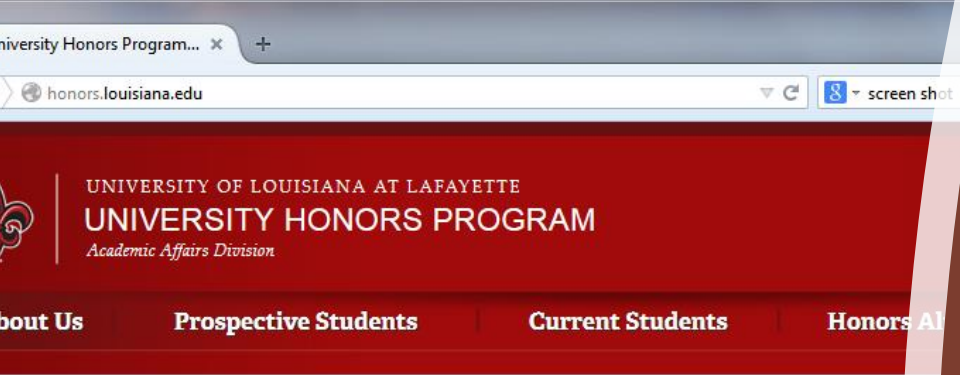 niversity Honors Program...
honors.louisiana.edu
screen shot
UNIVERSITY OF LOUISIANA AT LAFAYETTE
UNIVERSITY HONORS PROGRAM
Academic Affairs Division
bout Us Prospective Students Current Students Honors Al